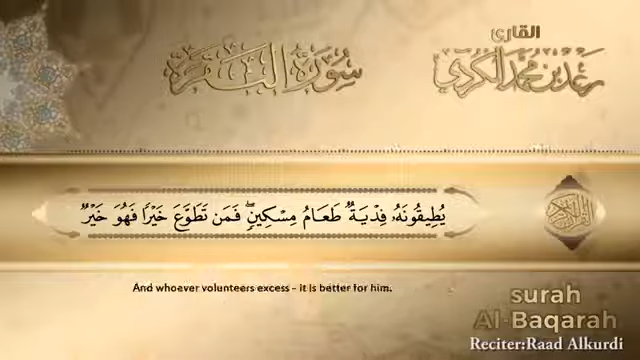 القارئ
رعد بن محمد الكردي
سورة البقرة
يُطِيقُونَهُۥ فِدْيَةٌ طَعَامُ مِسْكِينٍۖ فَمَن تَطَوَّعَ خَيْرًا فَهُوَ خَيْرٌ
And whoever volunteers excess - it is better for him.
surah
Al-Baqarah
Reciter:Raad Alkurdi